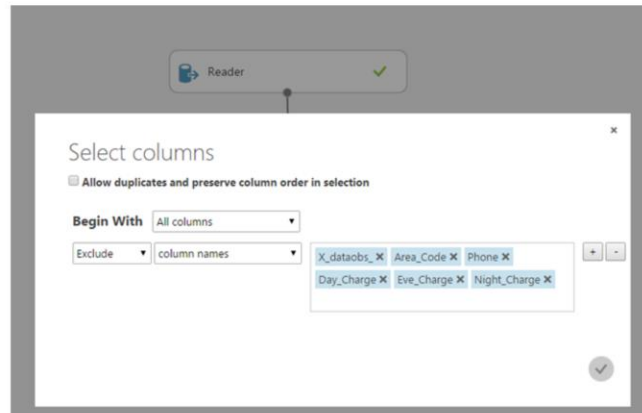 Reader
Select columns
Allow duplicates and preserve column order in selection
Begin With All columns
Exclude column names X_dataobs_ Area_Code Phone
Day_Charge Eve_Charge Night_Charge